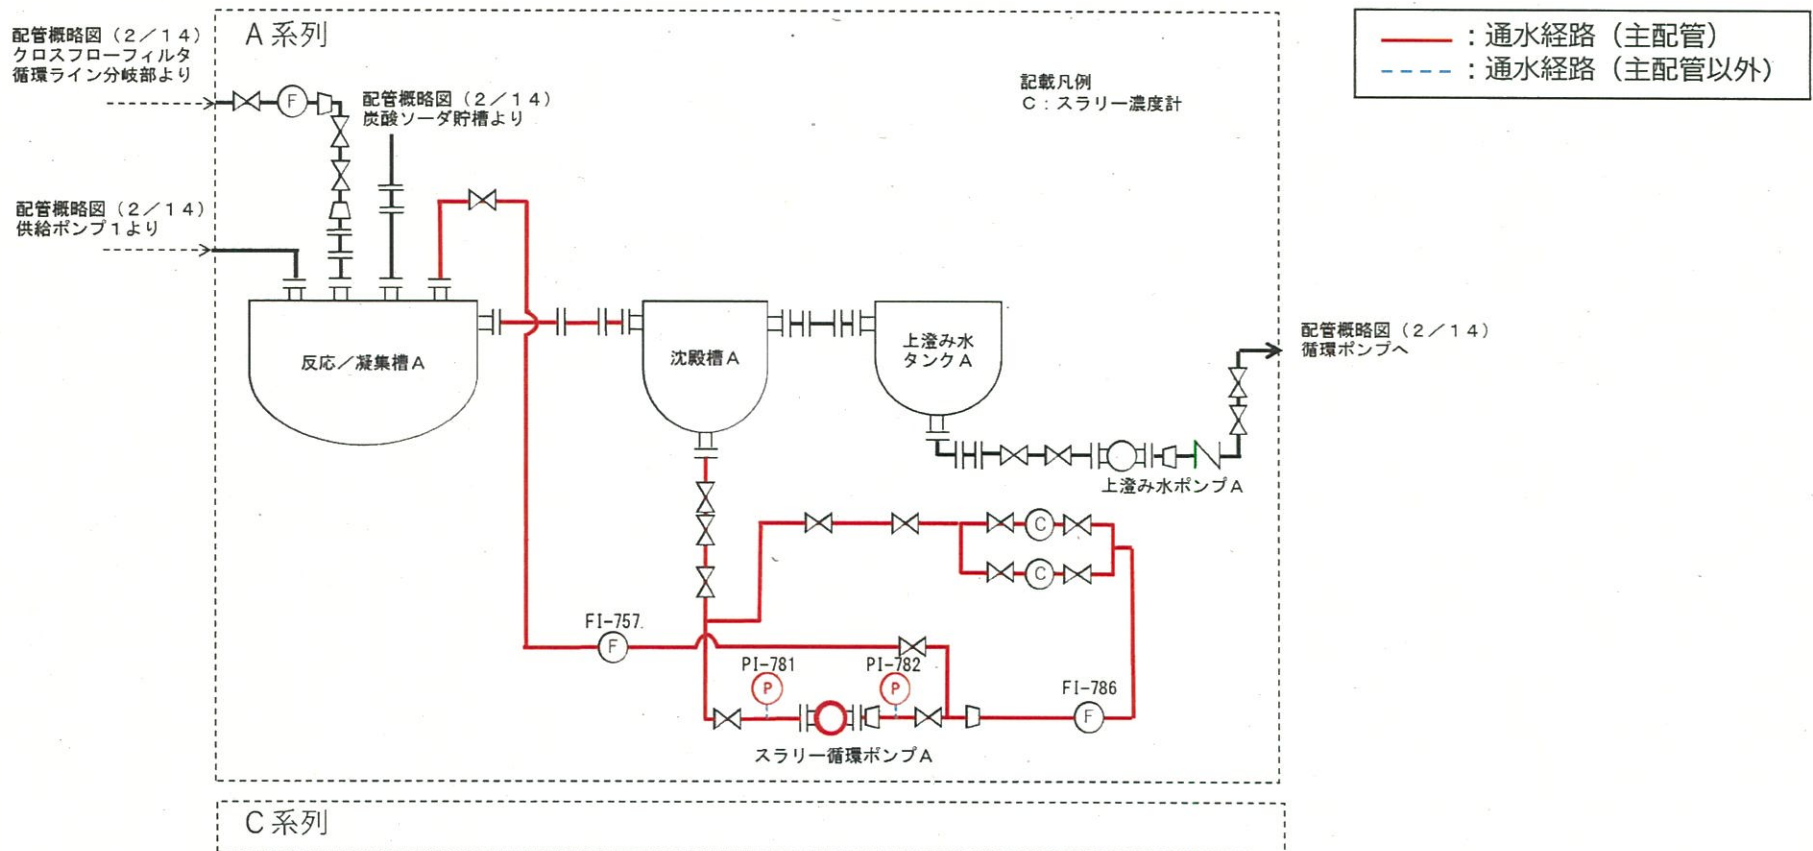 A系列
配管概略図(2/14)
クロスフローフィルタ
循環ライン分岐部より
F
配管概略図(2/14)
炭酸ソーダ貯槽より
記載凡例
C:スラリー濃度計
:通水経路(主配管)
:通水経路(主配管以外)
配管概略図(2/14)
供給ポンプ1より
反応/凝集槽A
沈殿槽A
上澄み水
タンクA
配管概略図(2/14)
循環ポンプへ
上澄み水ポンプA
C
C
FI-757
F
PI-781
P
PI-782
P
FI-786
F
スラリー循環ポンプA
C系列